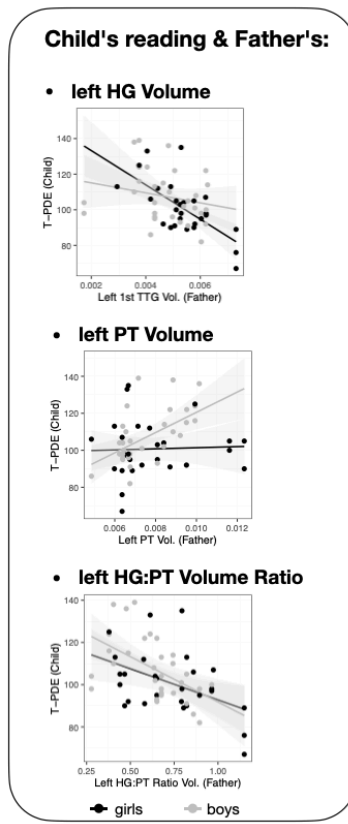 Child's reading & Father's:
• left HG Volume
T-PDE (Child)
140
120
100
80
0.002 0.004 0.006
Left 1st TTG Vol. (Father)
• left PT Volume
T-PDE (Child)
140
120
100
80
0.006 0.008 0.010 0.012
Left PT Vol. (Father)
• left HG:PT Volume Ratio
T-PDE (Child)
140
120
100
80
0.25 0.50 0.75 1.00
Left HG:PT Ratio Vol. (Father)
girls boys